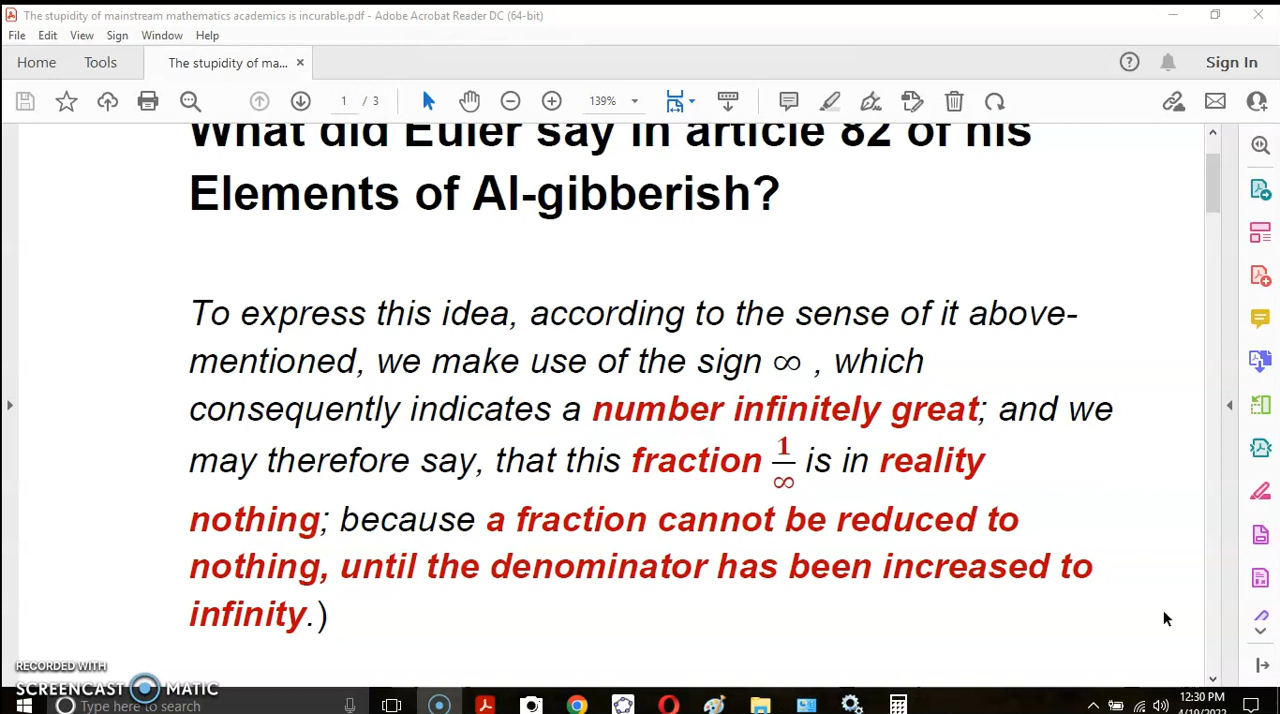 The stupidity of mainstream mathematics academics is incurable.pdf - Adobe Acrobat Reader DC (64-bit)
File Edit View Sign Window Help
Home Tools The stupidity of ma... × Sign In
1 / 3 139%
What did Euler say in article 82 of his
Elements of Al-gibberish?
To express this idea, according to the sense of it above-
mentioned, we make use of the sign ∞ , which
consequently indicates a number infinitely great; and we
may therefore say, that this fraction 1/∞ is in reality
nothing; because a fraction cannot be reduced to
nothing, until the denominator has been increased to
infinity.)
RECORDED WITH
SCREENCAST MATIC
Type here to search
12:30 PM
4/19/2022